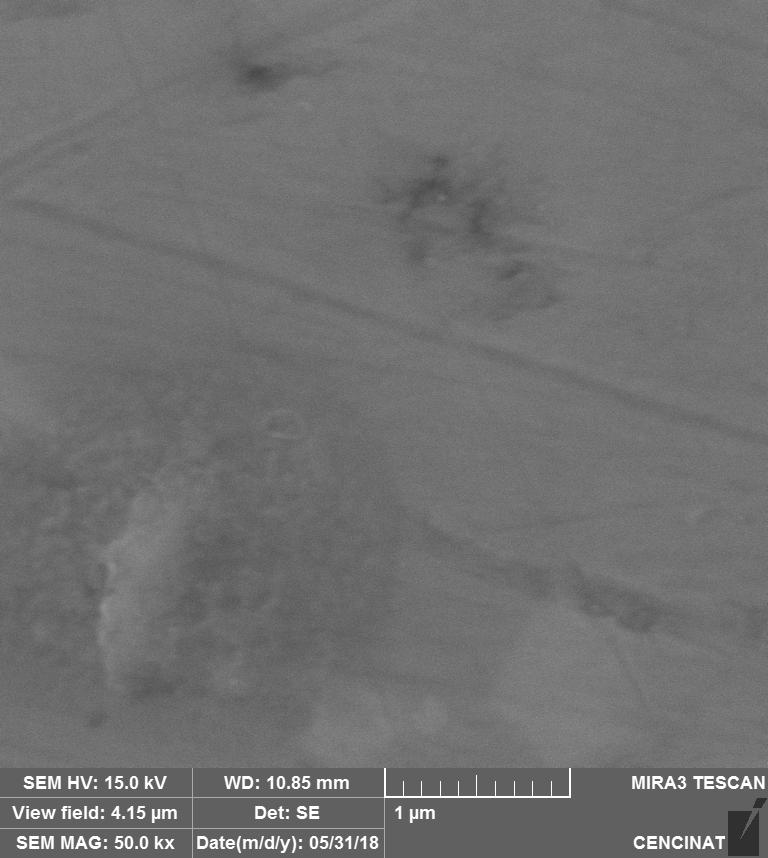 SEM HV: 15.0 kV WD: 10.85 mm MIRA3 TESCAN
View field: 4.15 µm Det: SE 1 µm
SEM MAG: 50.0 kx Date(m/d/y): 05/31/18 CENCINAT